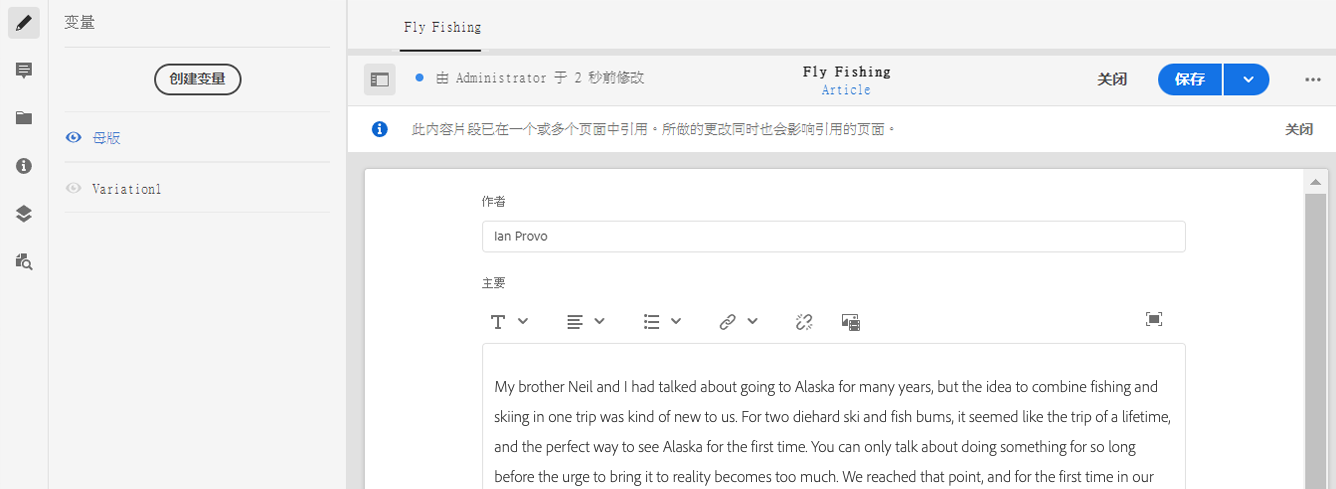 变量
创建变量
母版
Variation1
Fly Fishing
由 Administrator 于 2 秒前修改
Fly Fishing
Article
关闭
保存
此内容片段已在一个或多个页面中引用。所做的更改同时也会影响引用的页面。
关闭
作者
Ian Provo
主要
My brother Neil and I had talked about going to Alaska for many years, but the idea to combine fishing and
skiing in one trip was kind of new to us. For two diehard ski and fish bums, it seemed like the trip of a lifetime,
and the perfect way to see Alaska for the first time. You can only talk about doing something for so long
before the urge to bring it to reality becomes too much. We reached that point, and for the first time in our